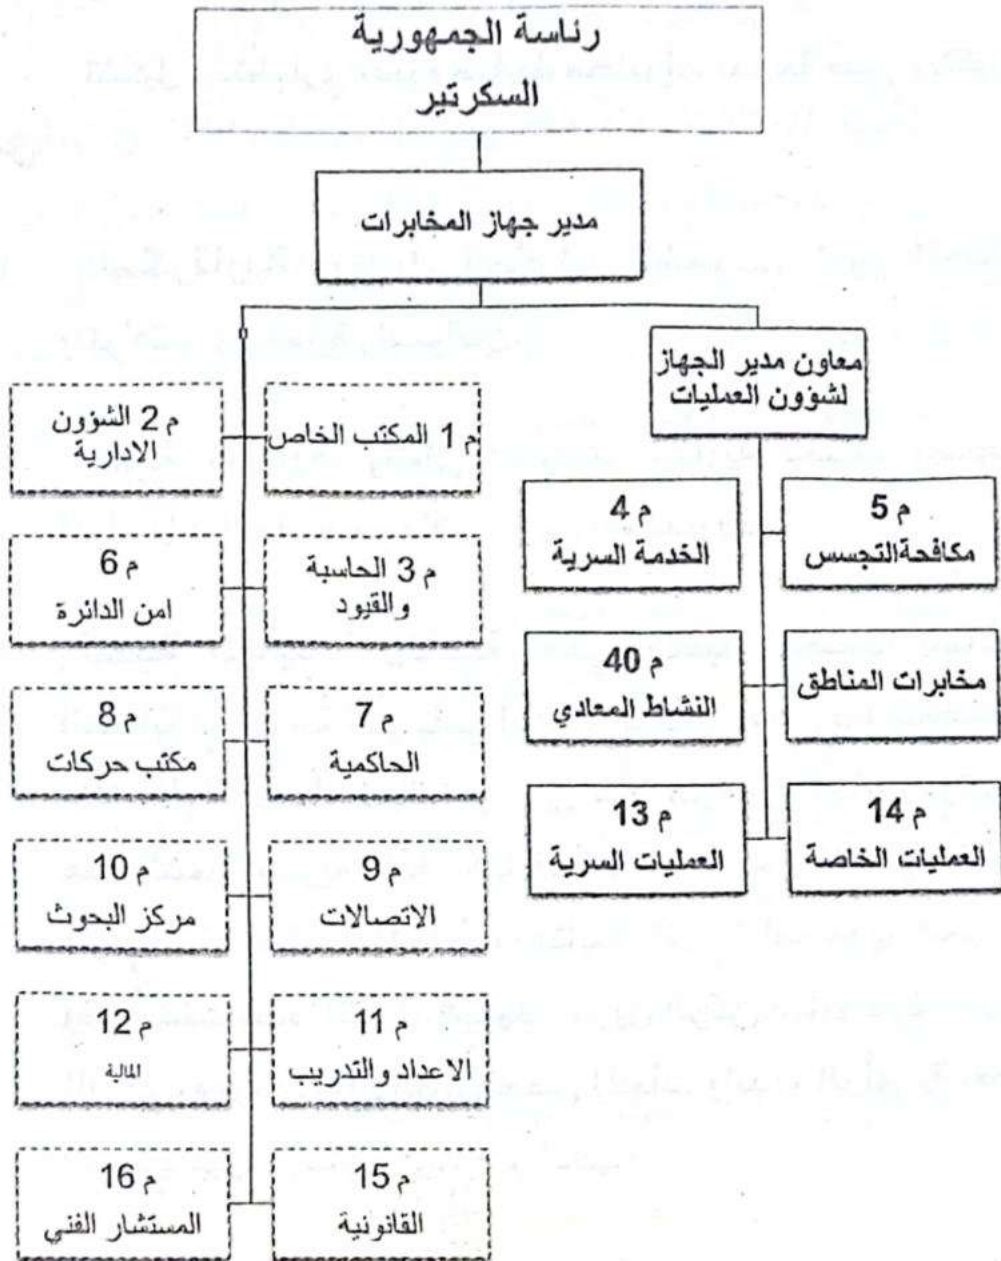 رئاسة الجمهورية
السكرتير
مدير جهاز المخابرات
معاون مدير الجهاز
لشؤون العمليات
م 1 المكتب الخاص
م 2 الشؤون
الادارية
م 5
مكافحة التجسس
م 4
الخدمة السرية
م 3 الحاسبة
والقيود
م 6
امن الدائرة
مخابرات المناطق
م 40
النشاط المعادي
م 7
الحاكمية
م 8
مكتب حركات
م 14
العمليات الخاصة
م 13
العمليات السرية
م 9
الاتصالات
م 10
مركز البحوث
م 11
الاعداد والتدريب
م 12
المالية
م 15
القانونية
م 16
المستشار الفني